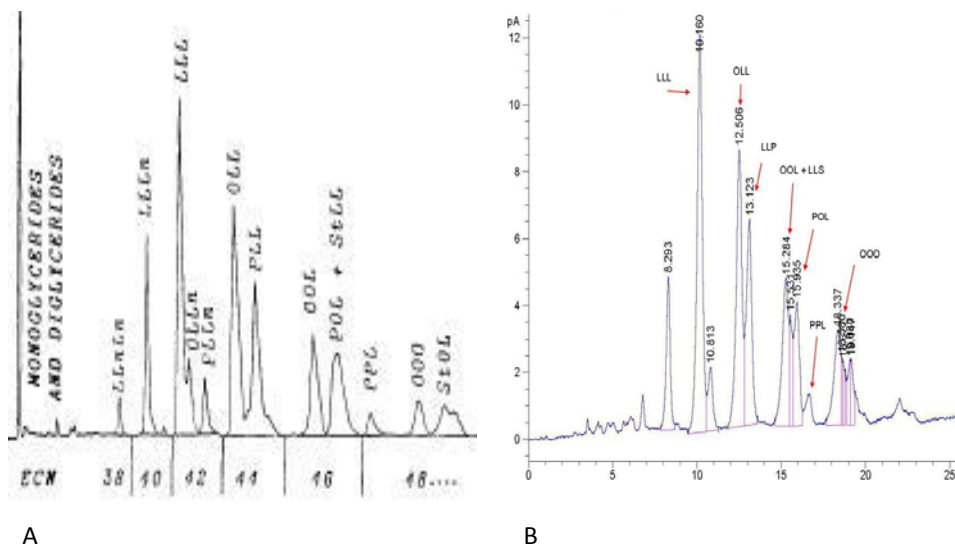 MONOGLYCERIDES
AND DIGLYCERIDES
LLnLn
LLLn
LLL
OLLn
PLLn
OLL
PLL
OOL
POL + StLL
PPL
OOO
StOL
ECN 38 40 42 44 46 48....
A
pA
12
10
8
6
4
2
0
0 5 10 15 20 25
8.293
LLL
10.160
10.813
OLL
12.506
13.123
LLP
OOL + LLS
15.284
15.531
15.935
POL
PPL
18.337
OOO
B